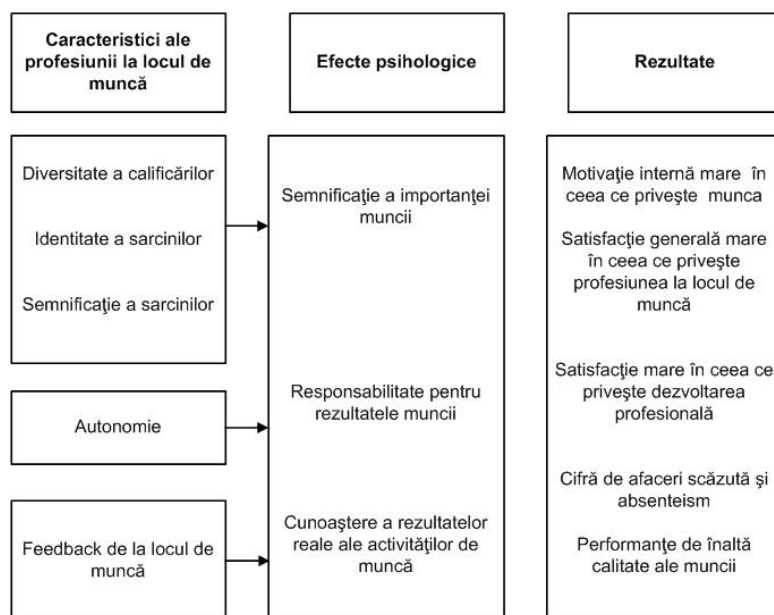 Caracteristici ale
profesiunii la locul de
muncă
Efecte psihologice
Rezultate
Diversitate a calificărilor
Identitate a sarcinilor
Semnificaţie a sarcinilor
Autonomie
Feedback de la locul de
muncă
Semnificaţie a importanţei
muncii
Responsabilitate pentru
rezultatele muncii
Cunoaştere a rezultatelor
reale ale activităţilor de
muncă
Motivaţie internă mare în
ceea ce priveşte munca
Satisfacţie generală mare
în ceea ce priveşte
profesiunea la locul de
muncă
Satisfacţie mare în ceea ce
priveşte dezvoltarea
profesională
Cifră de afaceri scăzută şi
absenteism
Performanţe de înaltă
calitate ale muncii